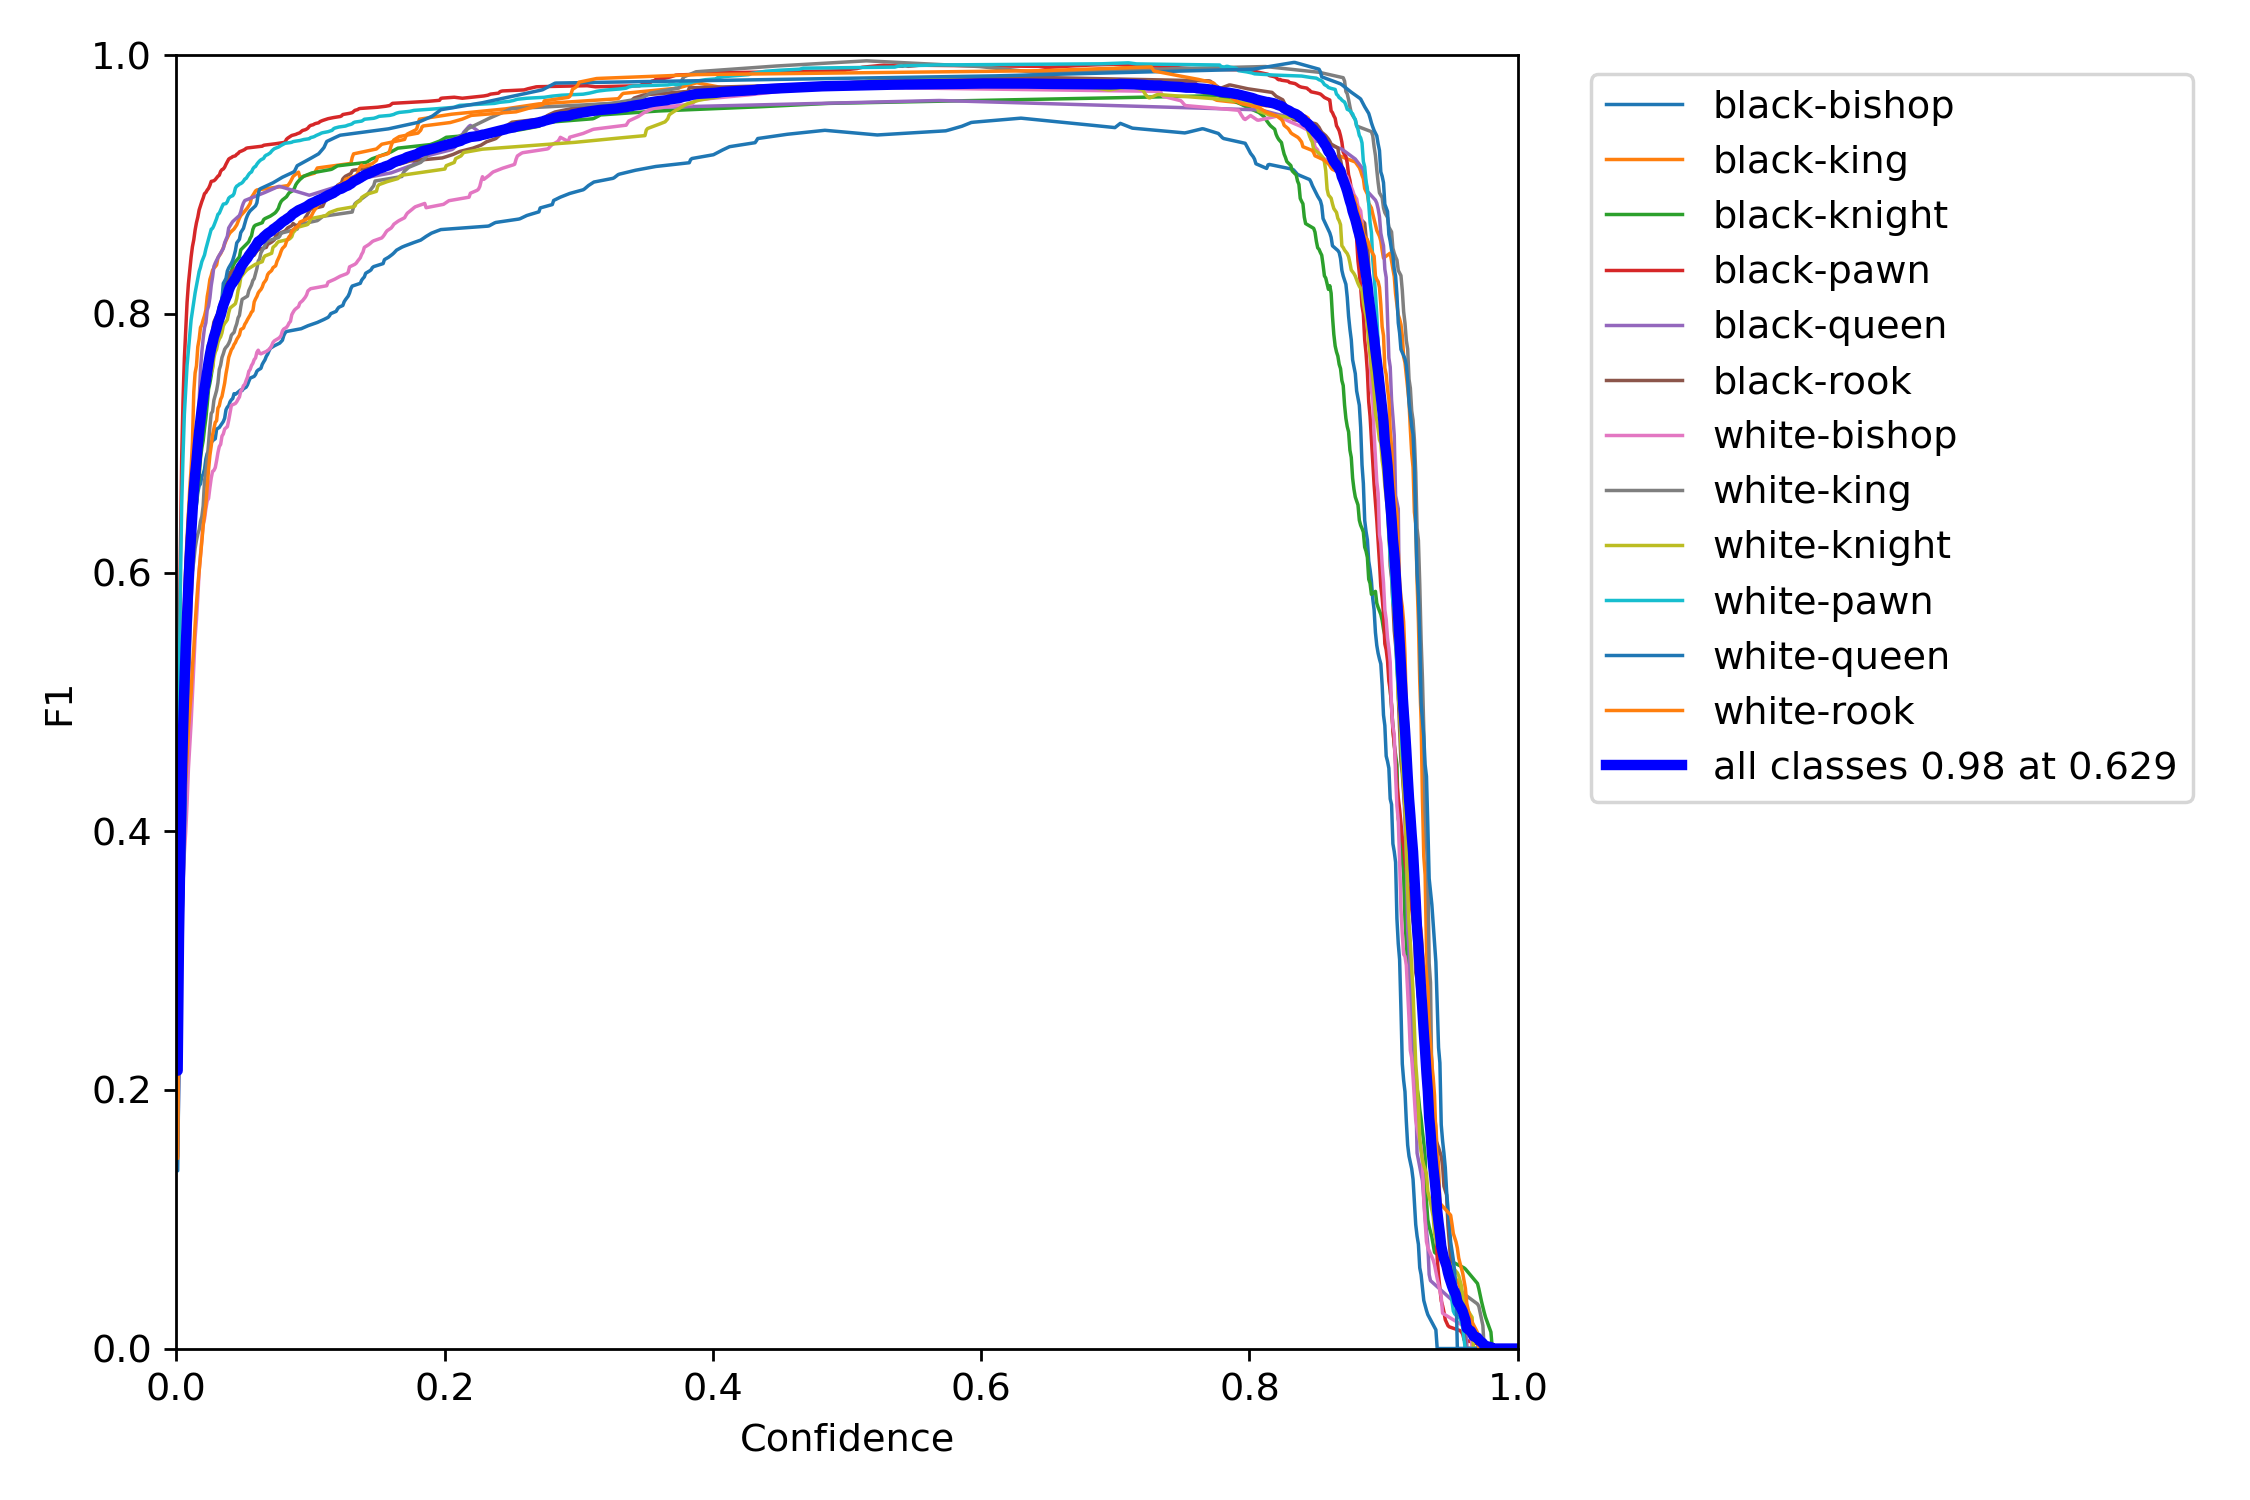 1.0
0.8
0.6
0.4
0.2
0.0
F1
0.0 0.2 0.4 0.6 0.8 1.0
Confidence
black-bishop
black-king
black-knight
black-pawn
black-queen
black-rook
white-bishop
white-king
white-knight
white-pawn
white-queen
white-rook
all classes 0.98 at 0.629